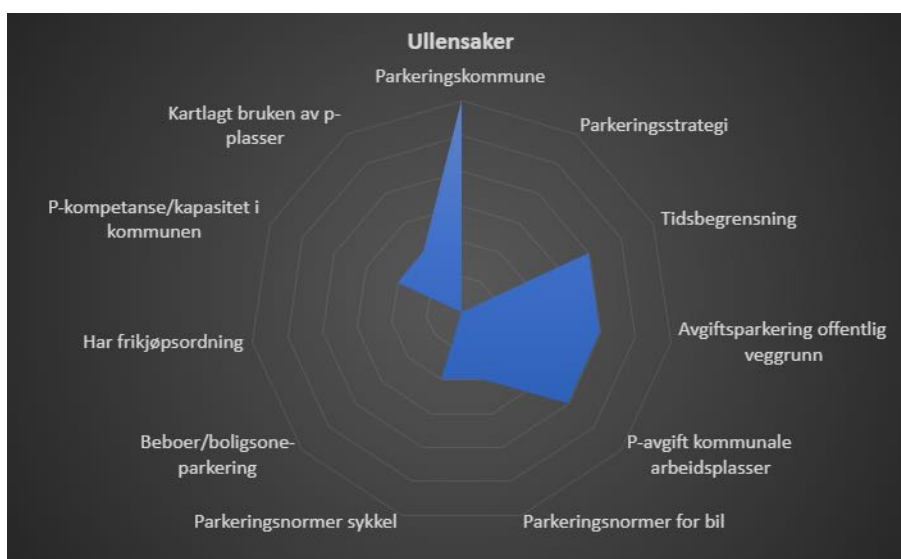 Ullensaker
Parkeringskommune
Parkeringsstrategi
Tidsbegrensning
Avgiftsparkering offentlig
veggrunn
P-avgift kommunale
arbeidsplasser
Parkeringsnormer for bil
Parkeringsnormer sykkel
Beboer/boligsone-
parkering
Har frikjøpsordning
P-kompetanse/kapasitet i
kommunen
Kartlagt bruken av p-
plasser